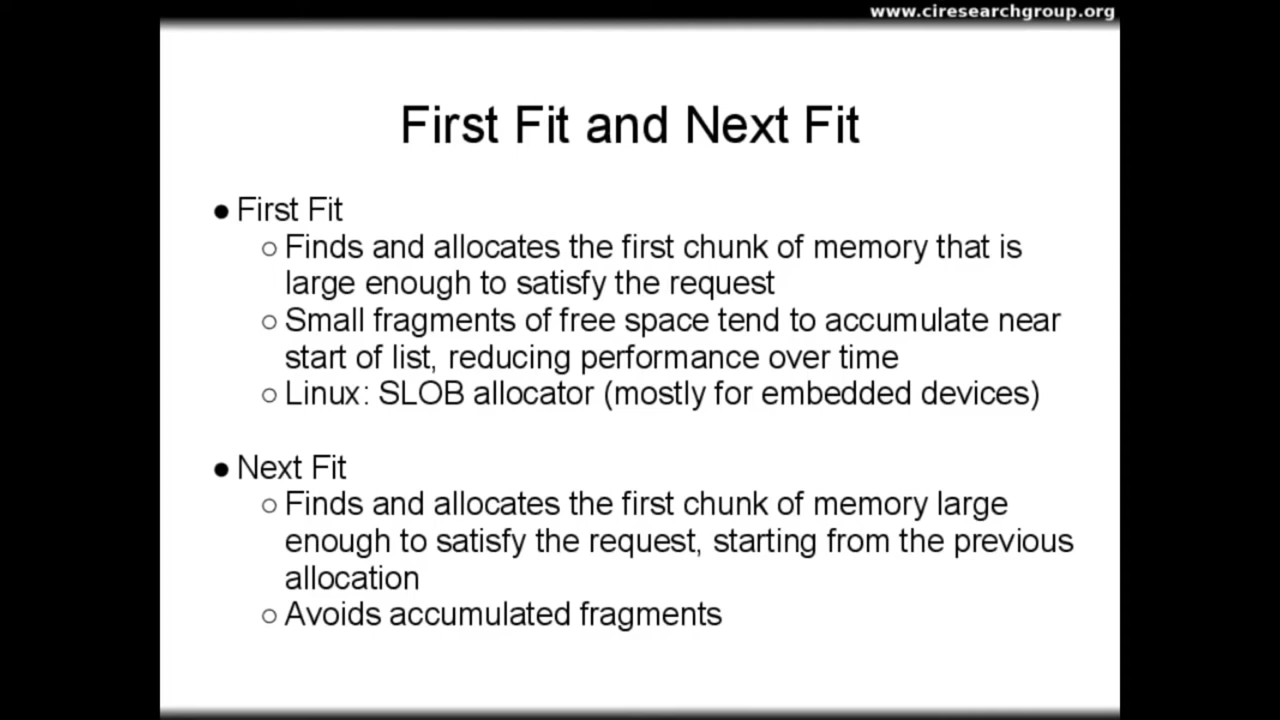 www.ciresearchgroup.org
First Fit and Next Fit
● First Fit
○ Finds and allocates the first chunk of memory that is
large enough to satisfy the request
○ Small fragments of free space tend to accumulate near
start of list, reducing performance over time
○ Linux: SLOB allocator (mostly for embedded devices)
● Next Fit
○ Finds and allocates the first chunk of memory large
enough to satisfy the request, starting from the previous
allocation
○ Avoids accumulated fragments